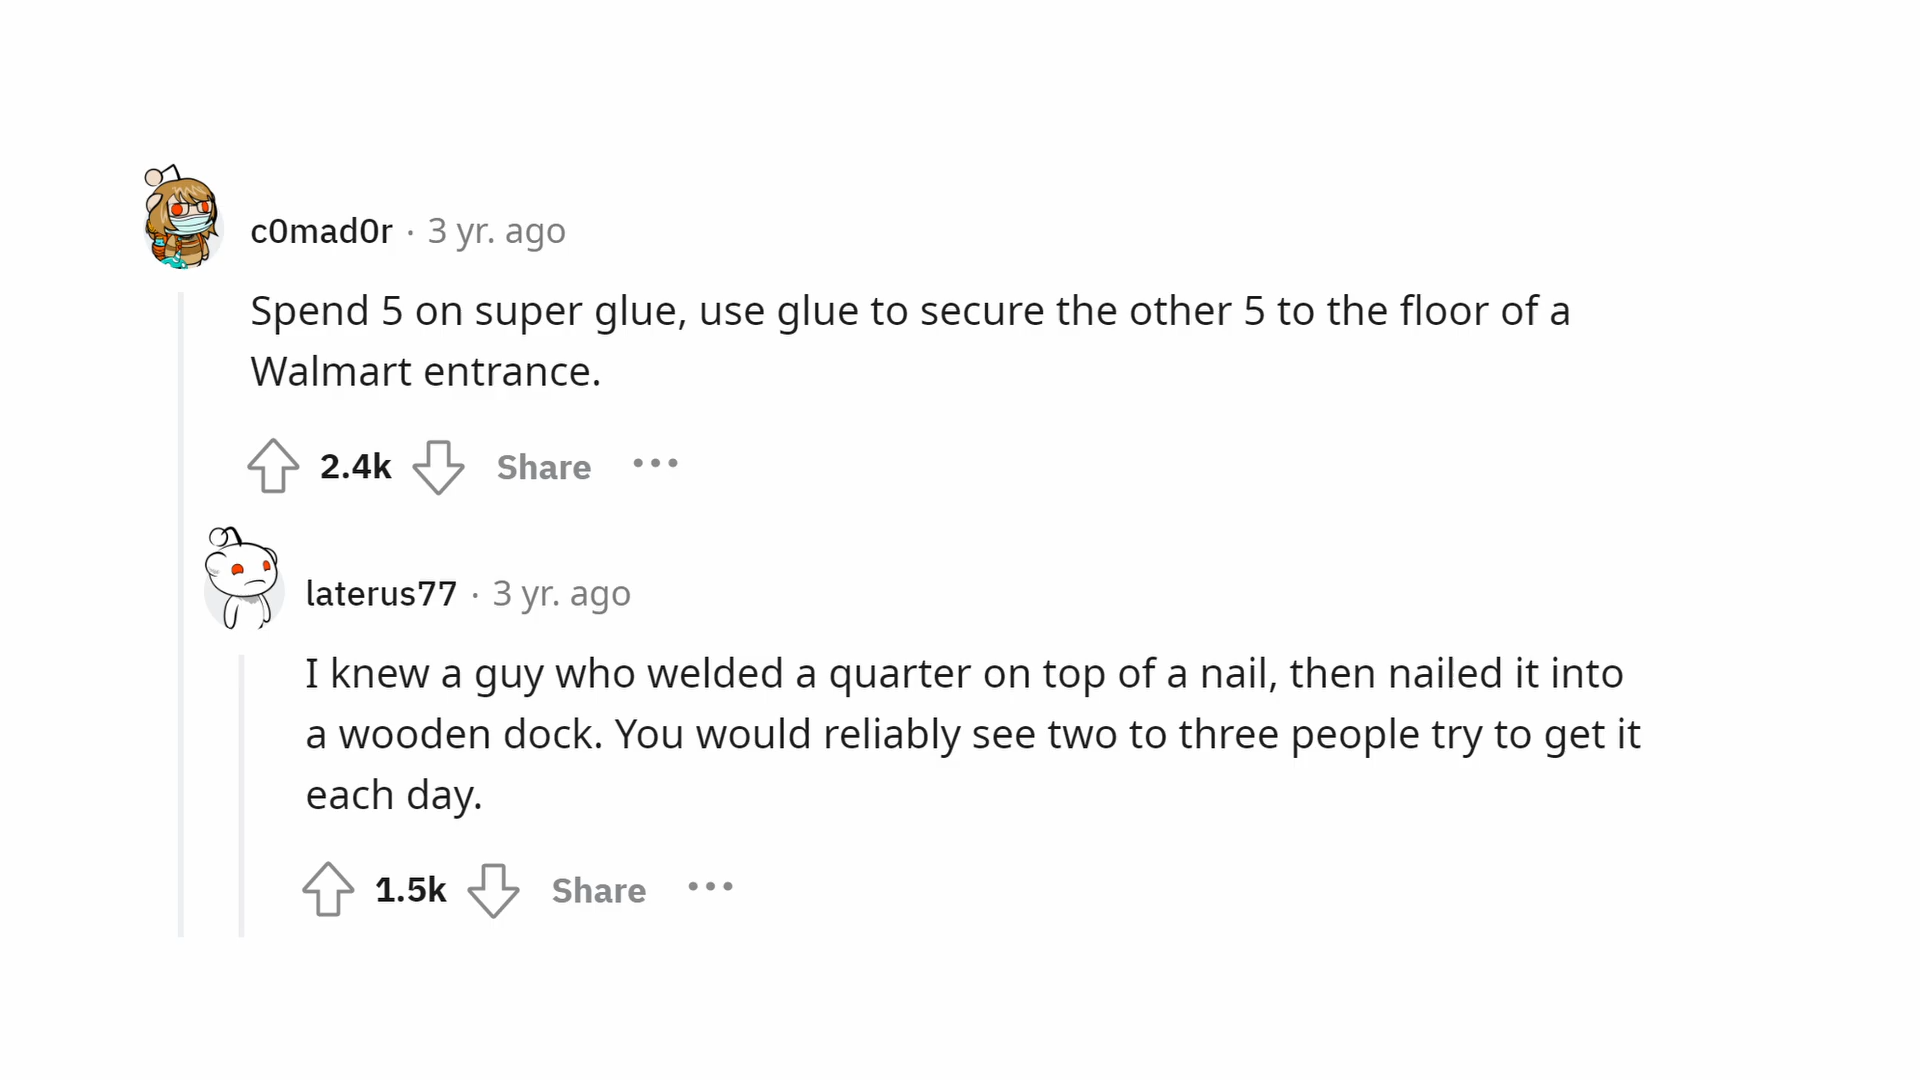 c0mad0r · 3 yr. ago
Spend 5 on super glue, use glue to secure the other 5 to the floor of a
Walmart entrance.
2.4k Share ···
laterus77 · 3 yr. ago
I knew a guy who welded a quarter on top of a nail, then nailed it into
a wooden dock. You would reliably see two to three people try to get it
each day.
1.5k Share ···